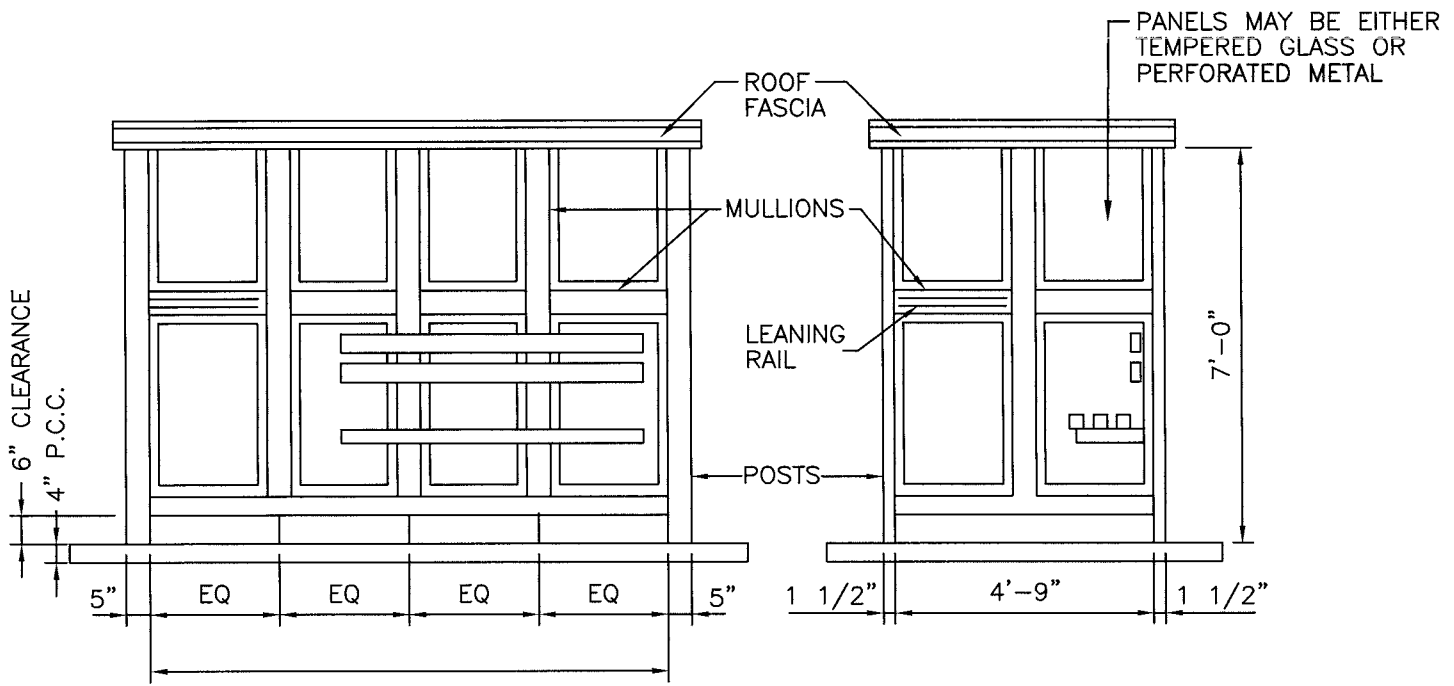 PANELS MAY BE EITHER
TEMPERED GLASS OR
PERFORATED METAL
ROOF
FASCIA
MULLIONS
LEANING
RAIL
POSTS
6" CLEARANCE
4" P.C.C.
7'-0"
5"
EQ
EQ
EQ
EQ
5"
1 1/2"
4'-9"
1 1/2"